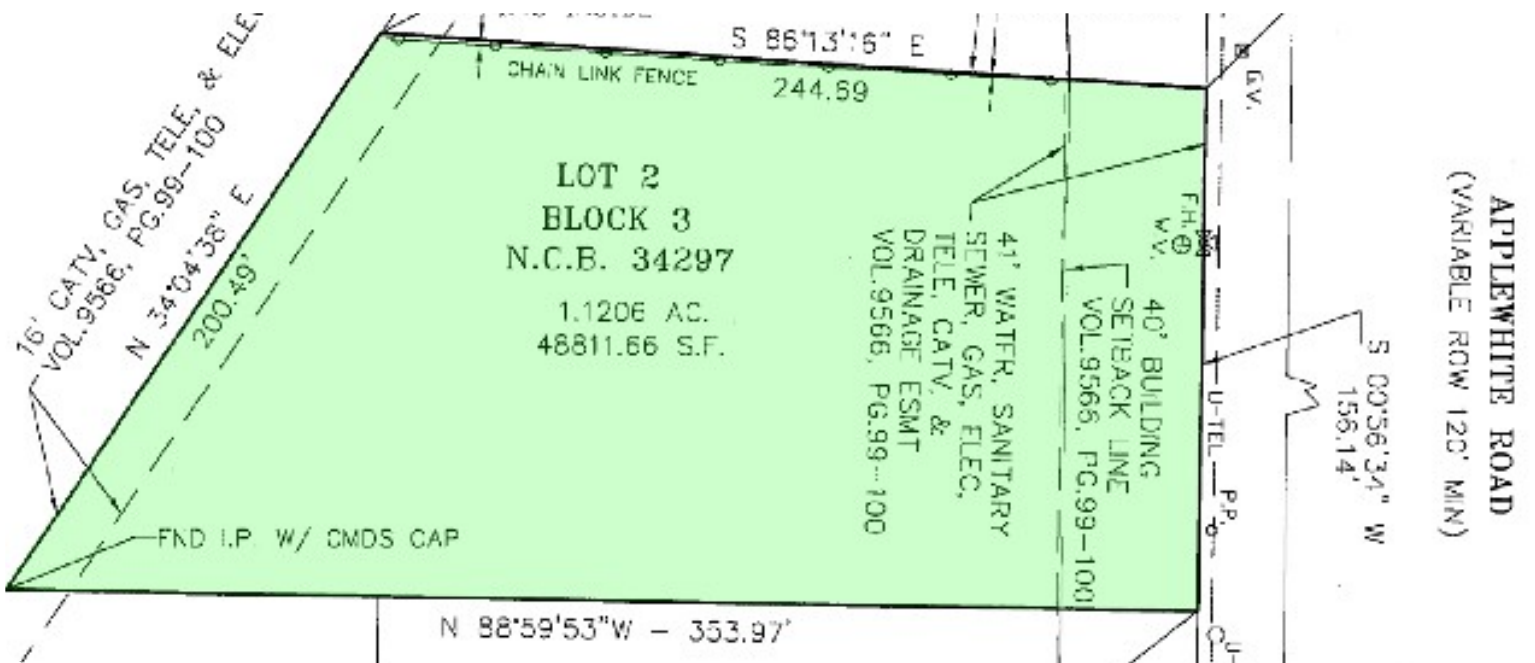 S 86°13'16" E
CHAIN LINK FENCE
244.69
G.V.
16' CATV, GAS, TELE, & ELEC
VOL.9566, PG.99-100
N 34°04'38" E
200.49'
LOT 2
BLOCK 3
N.C.B. 34297
1.1206 AC.
48811.66 S.F.
41' WATER, SANITARY
SEWER, GAS, ELEC,
TELE, CATV, &
DRAINAGE ESMT
VOL.9566, PG.99-100
40' BUILDING
SETBACK LINE
VOL.9566, PG.99-100
F.H.
W.V.
U-TEL
P.P.
S 00°56'34" W
156.14'
APPLEWHITE ROAD
(VARIABLE ROW 120' MIN)
FND I.P. W/ CMDS CAP
N 88°59'53"W - 353.97'
U-